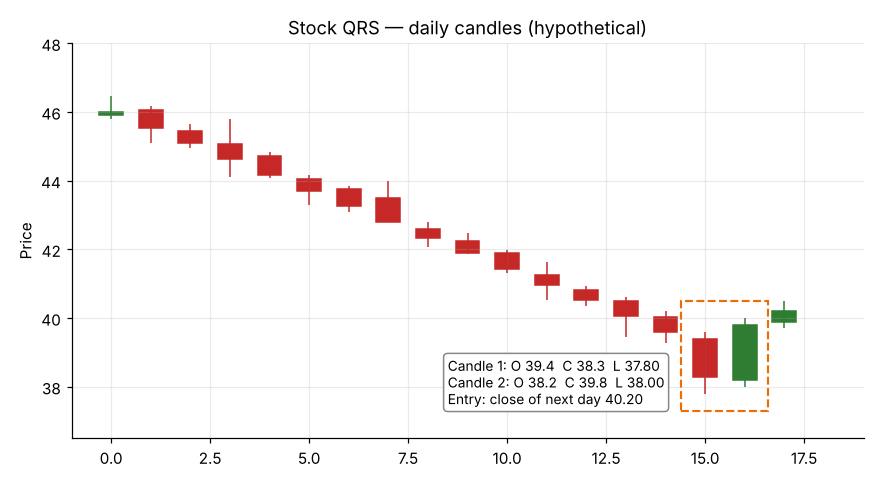 Stock QRS — daily candles (hypothetical)
48
46
44
42
40
38
Price
Candle 1: O 39.4  C 38.3  L 37.80
Candle 2: O 38.2  C 39.8  L 38.00
Entry: close of next day 40.20
0.0 2.5 5.0 7.5 10.0 12.5 15.0 17.5